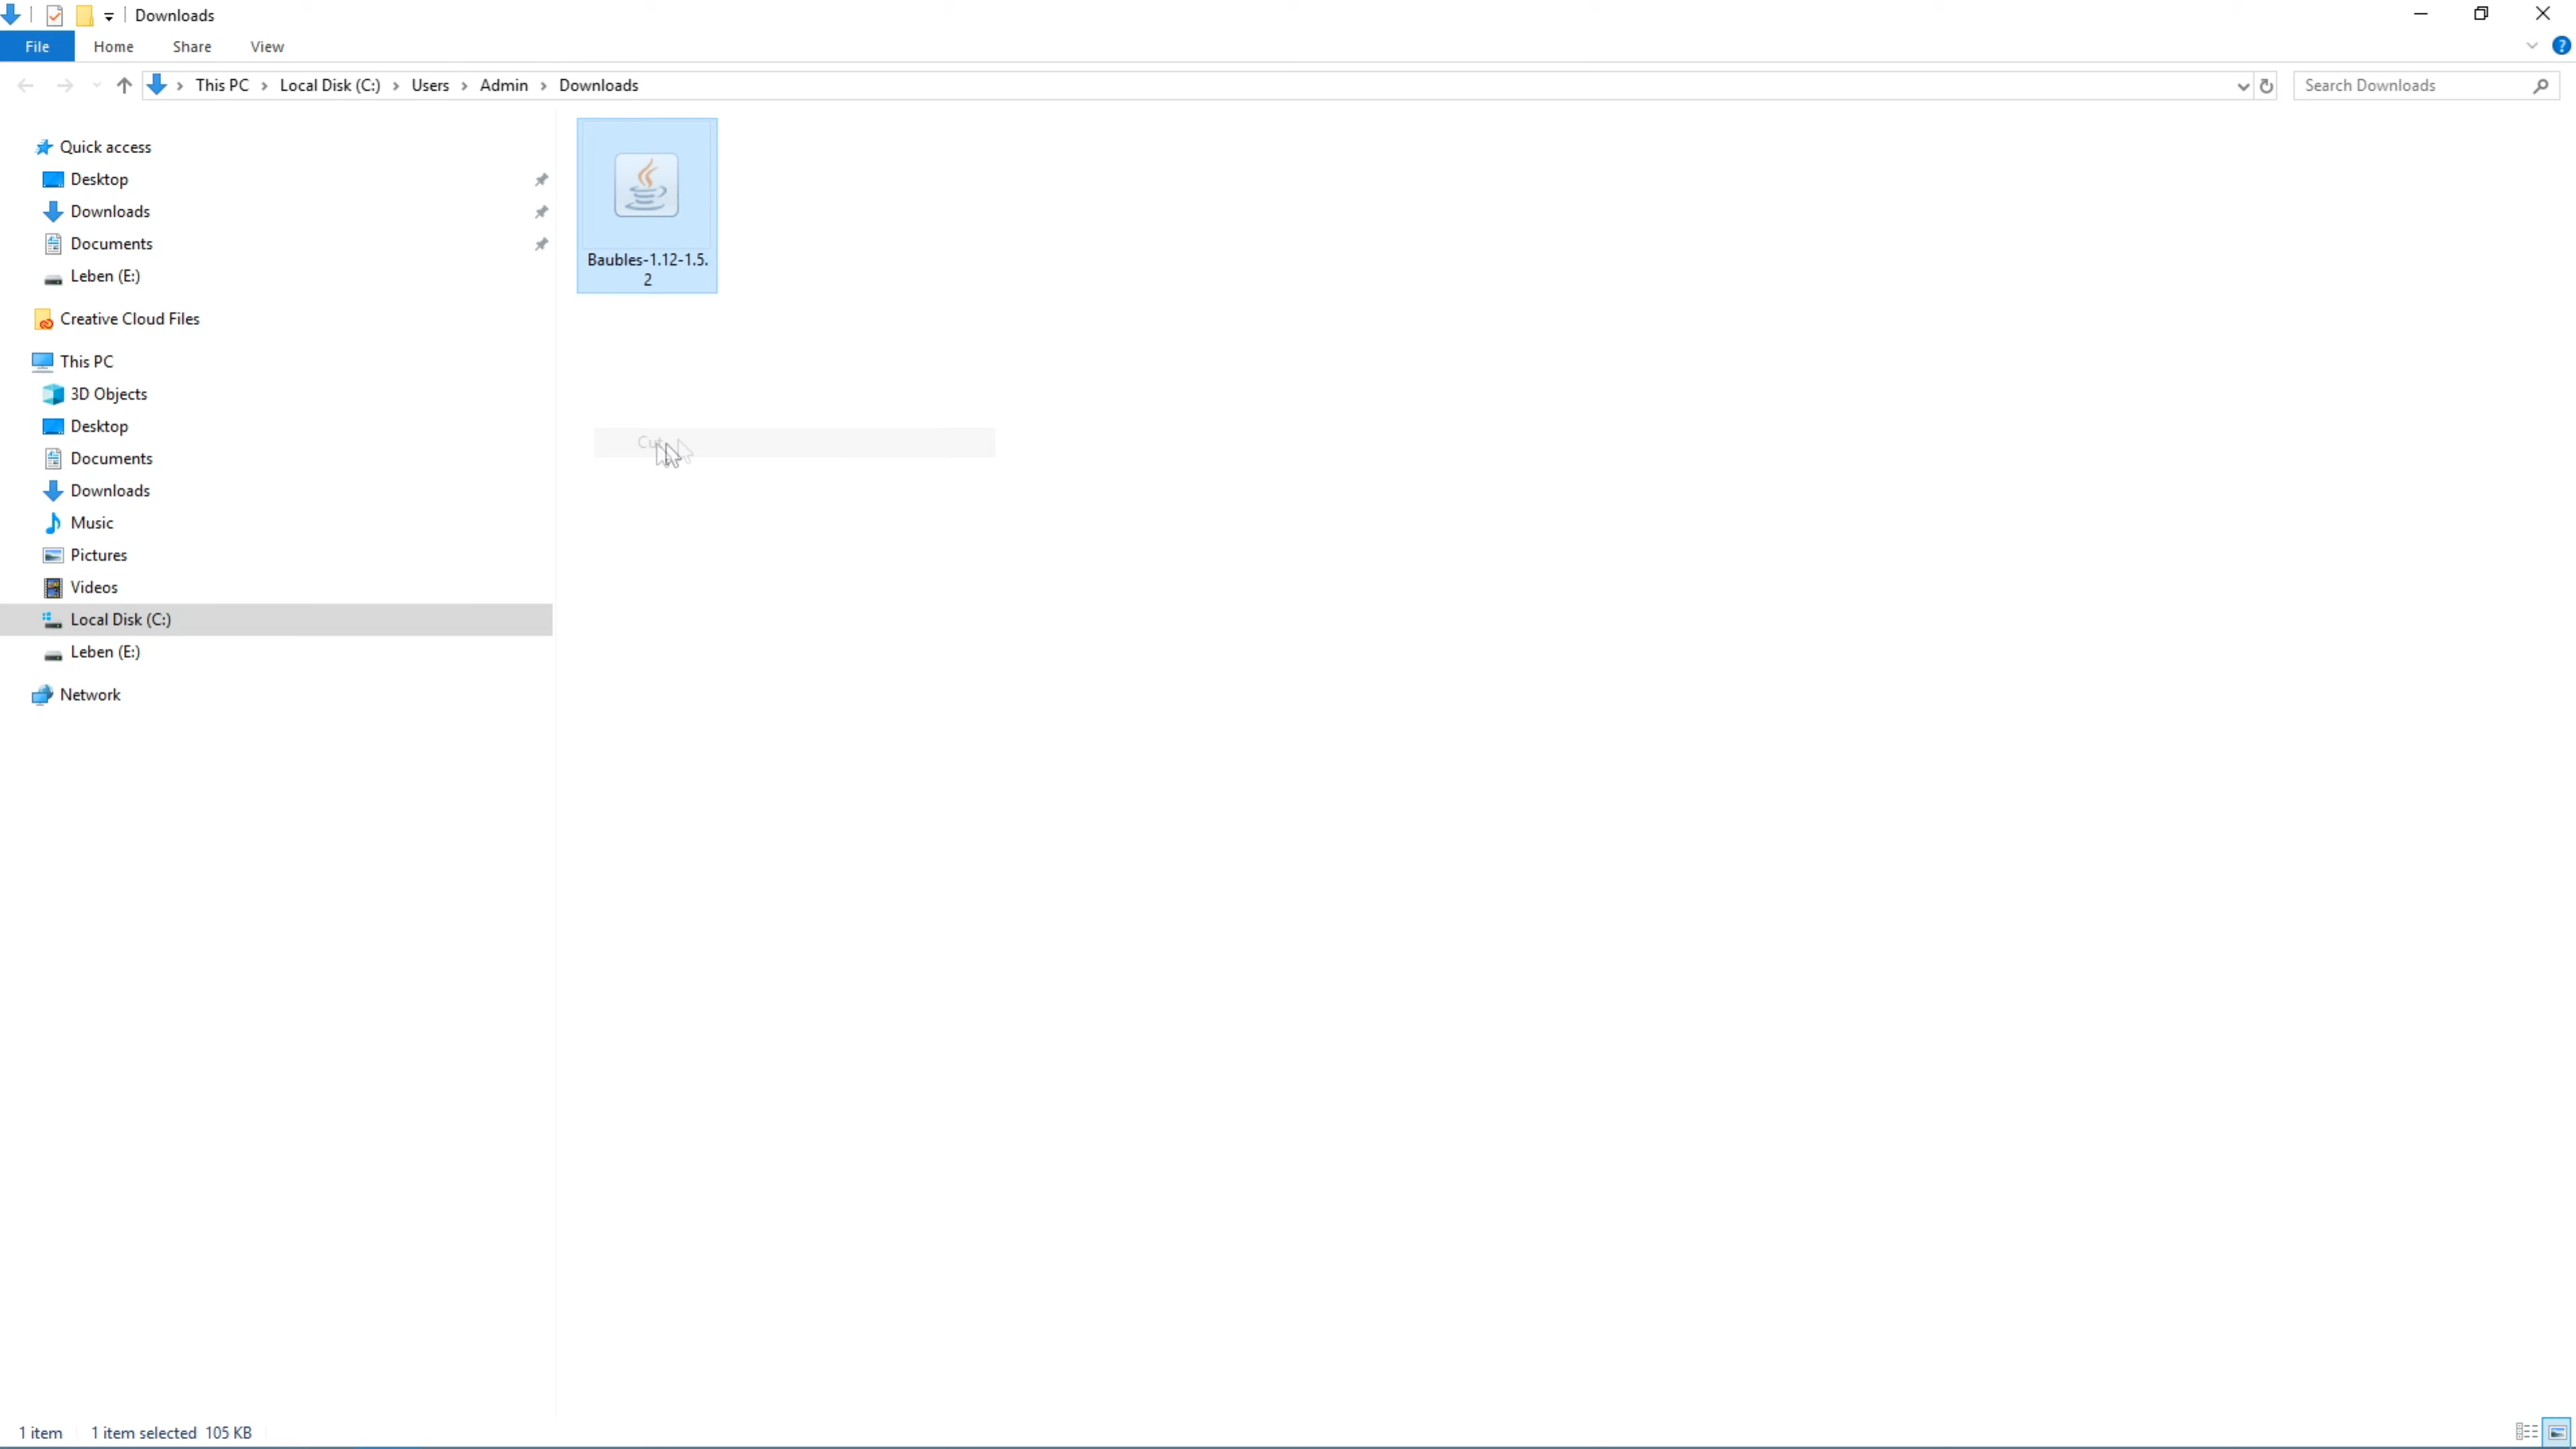 Downloads
File Home Share View
This PC > Local Disk (C:) > Users > Admin > Downloads
Search Downloads
Quick access
Desktop
Downloads
Documents
Leben (E:)
Creative Cloud Files
This PC
3D Objects
Desktop
Documents
Downloads
Music
Pictures
Videos
Local Disk (C:)
Leben (E:)
Network
Baubles-1.12-1.5.
2
Cut
1 item 1 item selected 105 KB